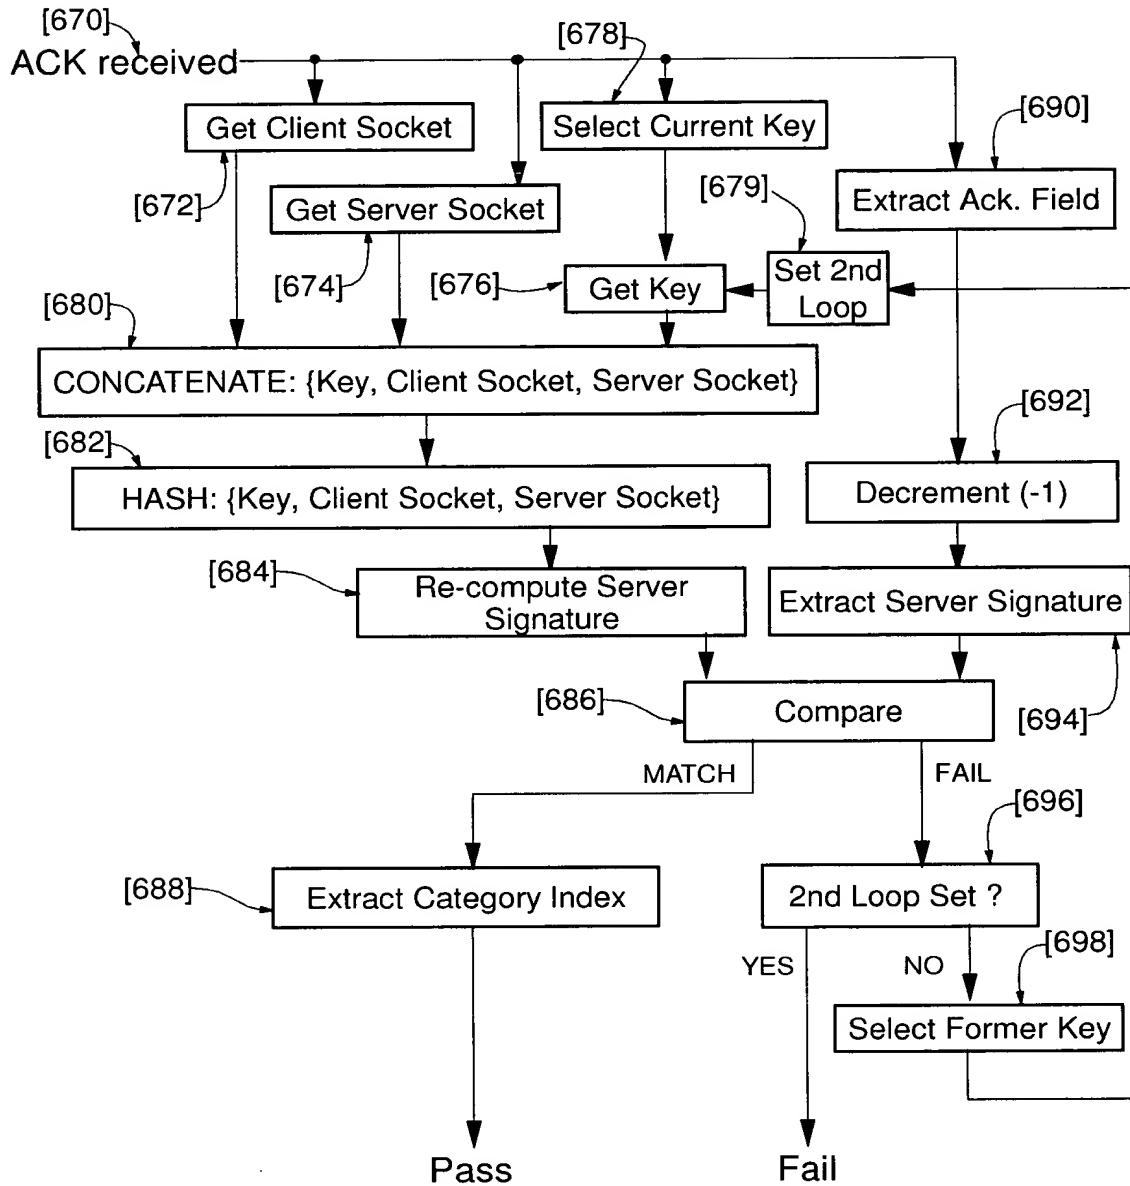 [670]
ACK received
[678]
Get Client Socket
Select Current Key
[690]
[672]
Get Server Socket
[679]
Extract Ack. Field
[674]
[676]
Get Key
Set 2nd
Loop
[680]
CONCATENATE: {Key, Client Socket, Server Socket}
[692]
[682]
HASH: {Key, Client Socket, Server Socket}
Decrement (-1)
[684]
Re-compute Server
Signature
Extract Server Signature
[686]
Compare
[694]
MATCH
FAIL
[696]
[688]
Extract Category Index
2nd Loop Set ?
YES
NO
[698]
Select Former Key
Pass
Fail